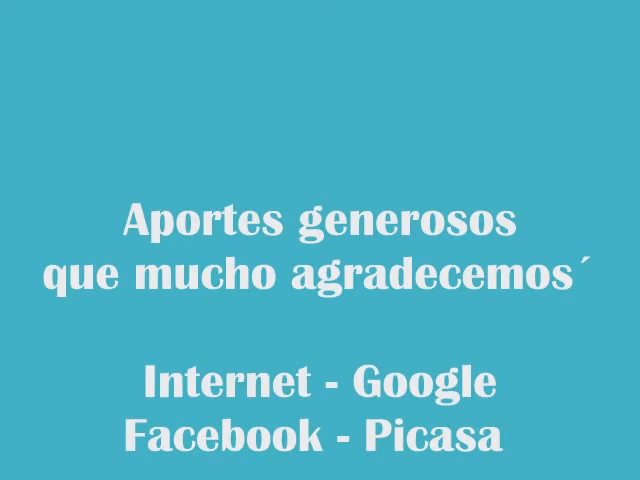 Aportes generosos
que mucho agradecemos´
Internet - Google
Facebook - Picasa